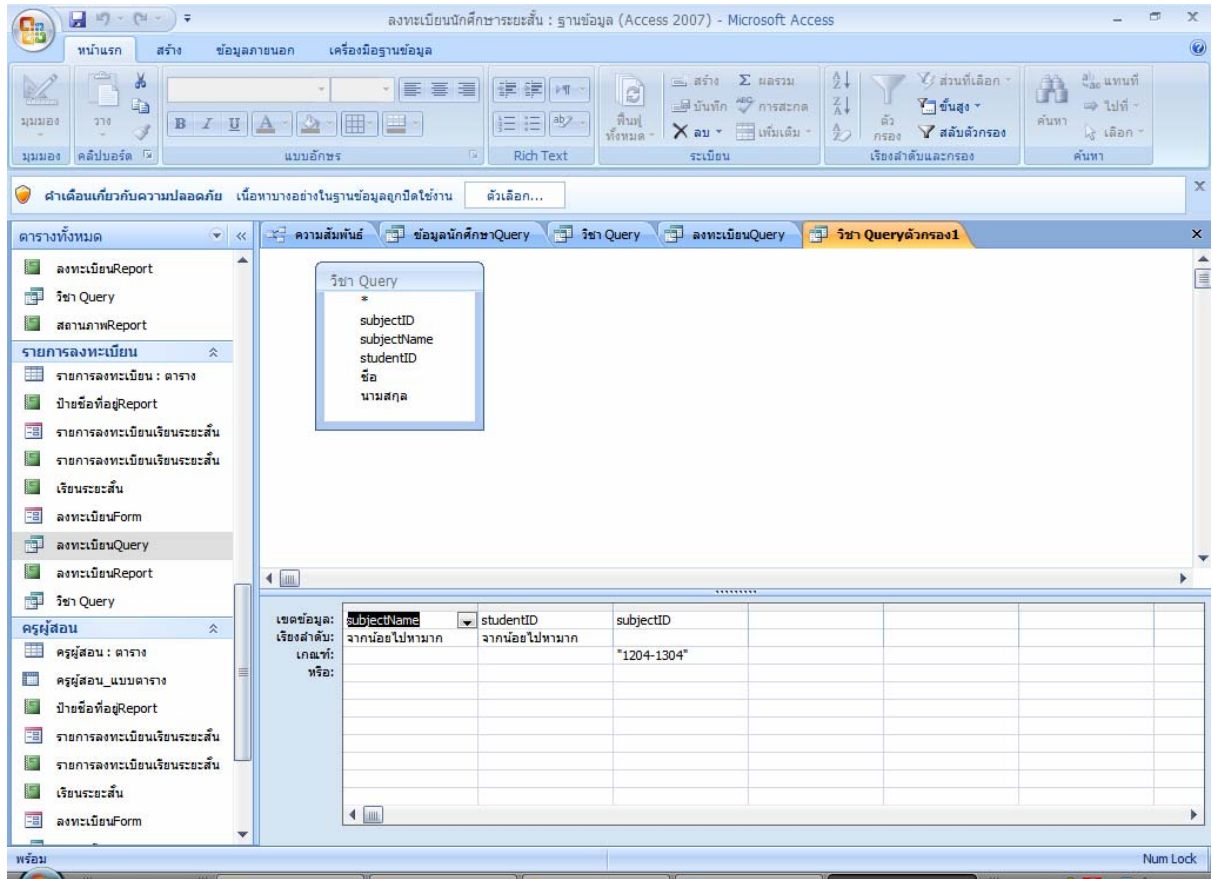 ลงทะเบียนนักศึกษาระยะสั้น : ฐานข้อมูล (Access 2007) - Microsoft Access
หน้าแรก สร้าง ข้อมูลภายนอก เครื่องมือฐานข้อมูล
มุมมอง
วาง
B I U A
ab
ฟื้นฟู
ทั้งหมด
สร้าง
Σ ผลรวม
บันทึก
ABC การสะกด
ลบ
เพิ่มเติม
ตัว
กรอง
ส่วนที่เลือก
ขั้นสูง
สลับตัวกรอง
ค้นหา
แทนที่
ไปที่
เลือก
มุมมอง คลิปบอร์ด แบบอักษร Rich Text ระเบียน เรียงลำดับและกรอง ค้นหา
คำเตือนเกี่ยวกับความปลอดภัย เนื้อหาบางอย่างในฐานข้อมูลถูกปิดใช้งาน ตัวเลือก...
ตารางทั้งหมด
ลงทะเบียนReport
วิชา Query
สถานภาพReport
รายการลงทะเบียน
รายการลงทะเบียน : ตาราง
ป้ายชื่อที่อยู่Report
รายการลงทะเบียนเรียนระยะสั้น
รายการลงทะเบียนเรียนระยะสั้น
เรียนระยะสั้น
ลงทะเบียนForm
ลงทะเบียนQuery
ลงทะเบียนReport
วิชา Query
ครูผู้สอน
ครูผู้สอน : ตาราง
ครูผู้สอน_แบบตาราง
ป้ายชื่อที่อยู่Report
รายการลงทะเบียนเรียนระยะสั้น
รายการลงทะเบียนเรียนระยะสั้น
เรียนระยะสั้น
ลงทะเบียนForm
ความสัมพันธ์ ข้อมูลนักศึกษาQuery วิชา Query ลงทะเบียนQuery วิชา Queryตัวกรอง1
วิชา Query
*
subjectID
subjectName
studentID
ชื่อ
นามสกุล
เขตข้อมูล: subjectName studentID subjectID
เรียงลำดับ: จากน้อยไปหามาก จากน้อยไปหามาก
เกณฑ์: "1204-1304"
หรือ:
พร้อม Num Lock